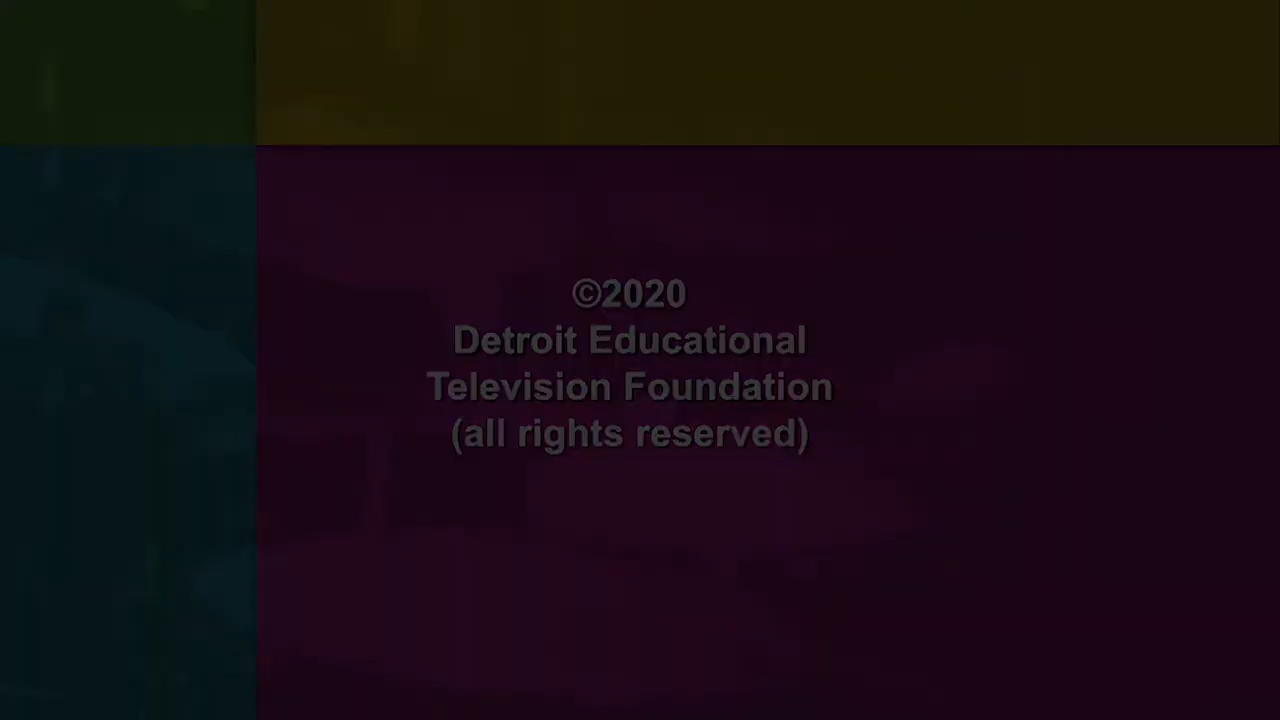 ©2020
Detroit Educational
Television Foundation
(all rights reserved)